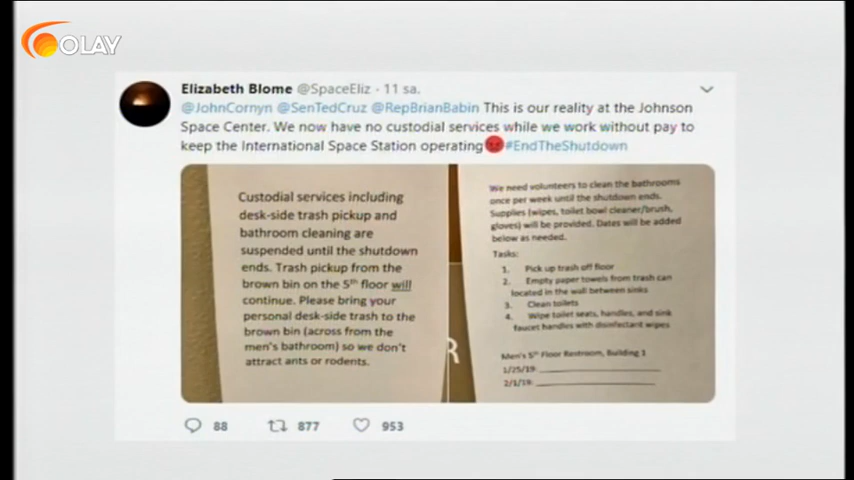 OLAY
Elizabeth Blome @SpaceEliz · 11 sa.
@JohnCornyn @SenTedCruz @RepBrianBabin This is our reality at the Johnson
Space Center. We now have no custodial services while we work without pay to
keep the International Space Station operating😡#EndTheShutdown
Custodial services including
desk-side trash pickup and
bathroom cleaning are
suspended until the shutdown
ends. Trash pickup from the
brown bin on the 5th floor will
continue. Please bring your
personal desk-side trash to the
brown bin (across from the
men's bathroom) so we don't
attract ants or rodents.
We need volunteers to clean the bathrooms
once per week until the shutdown ends.
Supplies (wipes, toilet bowl cleaner/brush,
gloves) will be provided. Dates will be added
below as needed.
Tasks:
1. Pick up trash off floor
2. Empty paper towels from trash can
located in the wall between sinks
3. Clean toilets
4. Wipe toilet seats, handles, and sink
faucet handles with disinfectant wipes
Men's 5th Floor Restroom, Building 1
1/25/19:
2/1/19:
R
88 877 953